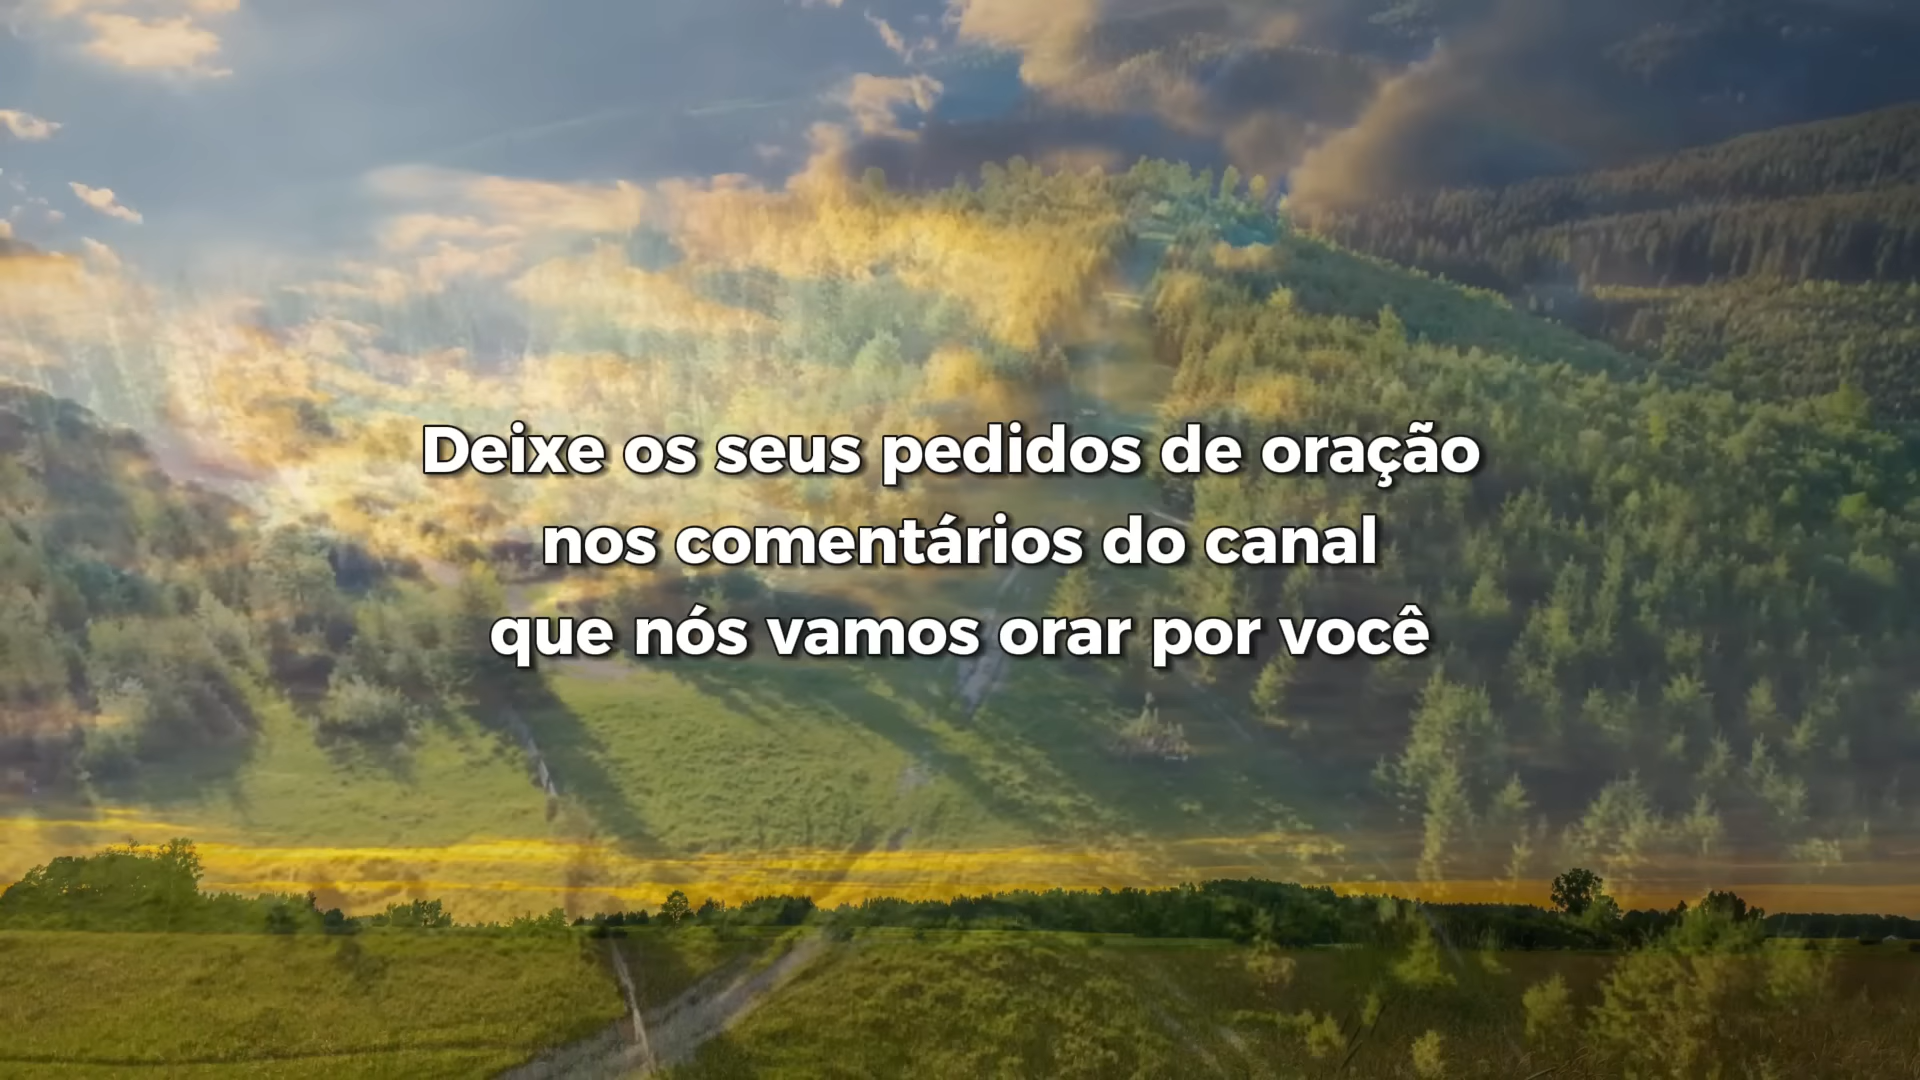 Deixe os seus pedidos de oração
nos comentários do canal
que nós vamos orar por você